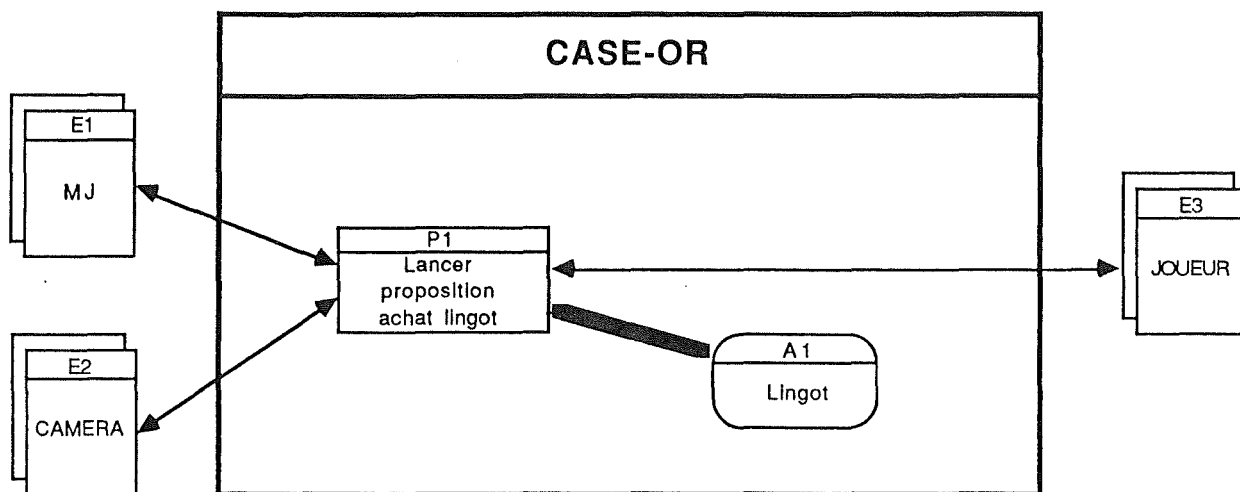 CASE-OR
E1
MJ
P1
Lancer
proposition
achat lingot
E3
JOUEUR
E2
CAMERA
A1
Lingot